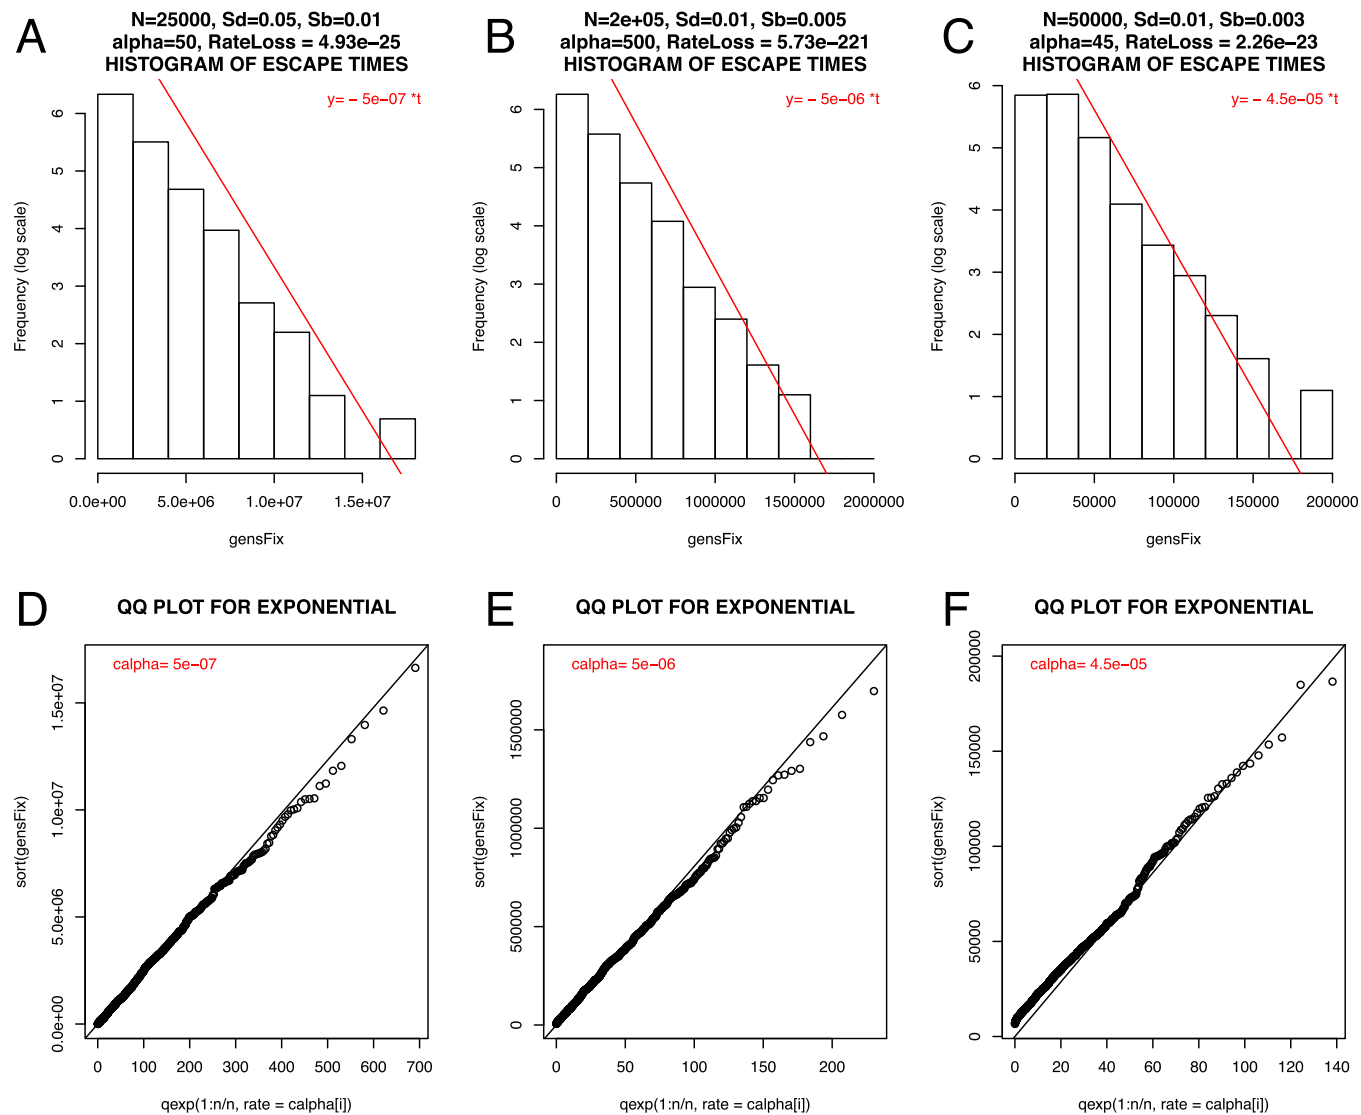 A
N=25000, Sd=0.05, Sb=0.01
alpha=50, RateLoss = 4.93e−25
HISTOGRAM OF ESCAPE TIMES
y= − 5e−07 *t
Frequency (log scale)
0 1 2 3 4 5 6
0.0e+00 5.0e+06 1.0e+07 1.5e+07
gensFix
B
N=2e+05, Sd=0.01, Sb=0.005
alpha=500, RateLoss = 5.73e−221
HISTOGRAM OF ESCAPE TIMES
y= − 5e−06 *t
Frequency (log scale)
0 1 2 3 4 5 6
0 500000 1000000 1500000 2000000
gensFix
C
N=50000, Sd=0.01, Sb=0.003
alpha=45, RateLoss = 2.26e−23
HISTOGRAM OF ESCAPE TIMES
y= − 4.5e−05 *t
Frequency (log scale)
0 1 2 3 4 5 6
0 50000 100000 150000 200000
gensFix
D
QQ PLOT FOR EXPONENTIAL
calpha= 5e−07
sort(gensFix)
0.0e+00 5.0e+06 1.0e+07 1.5e+07
0 100 200 300 400 500 600 700
qexp(1:n/n, rate = calpha[i])
E
QQ PLOT FOR EXPONENTIAL
calpha= 5e−06
sort(gensFix)
0 500000 1000000 1500000
0 50 100 150 200
qexp(1:n/n, rate = calpha[i])
F
QQ PLOT FOR EXPONENTIAL
calpha= 4.5e−05
sort(gensFix)
0 50000 100000 150000 200000
0 20 40 60 80 100 120 140
qexp(1:n/n, rate = calpha[i])